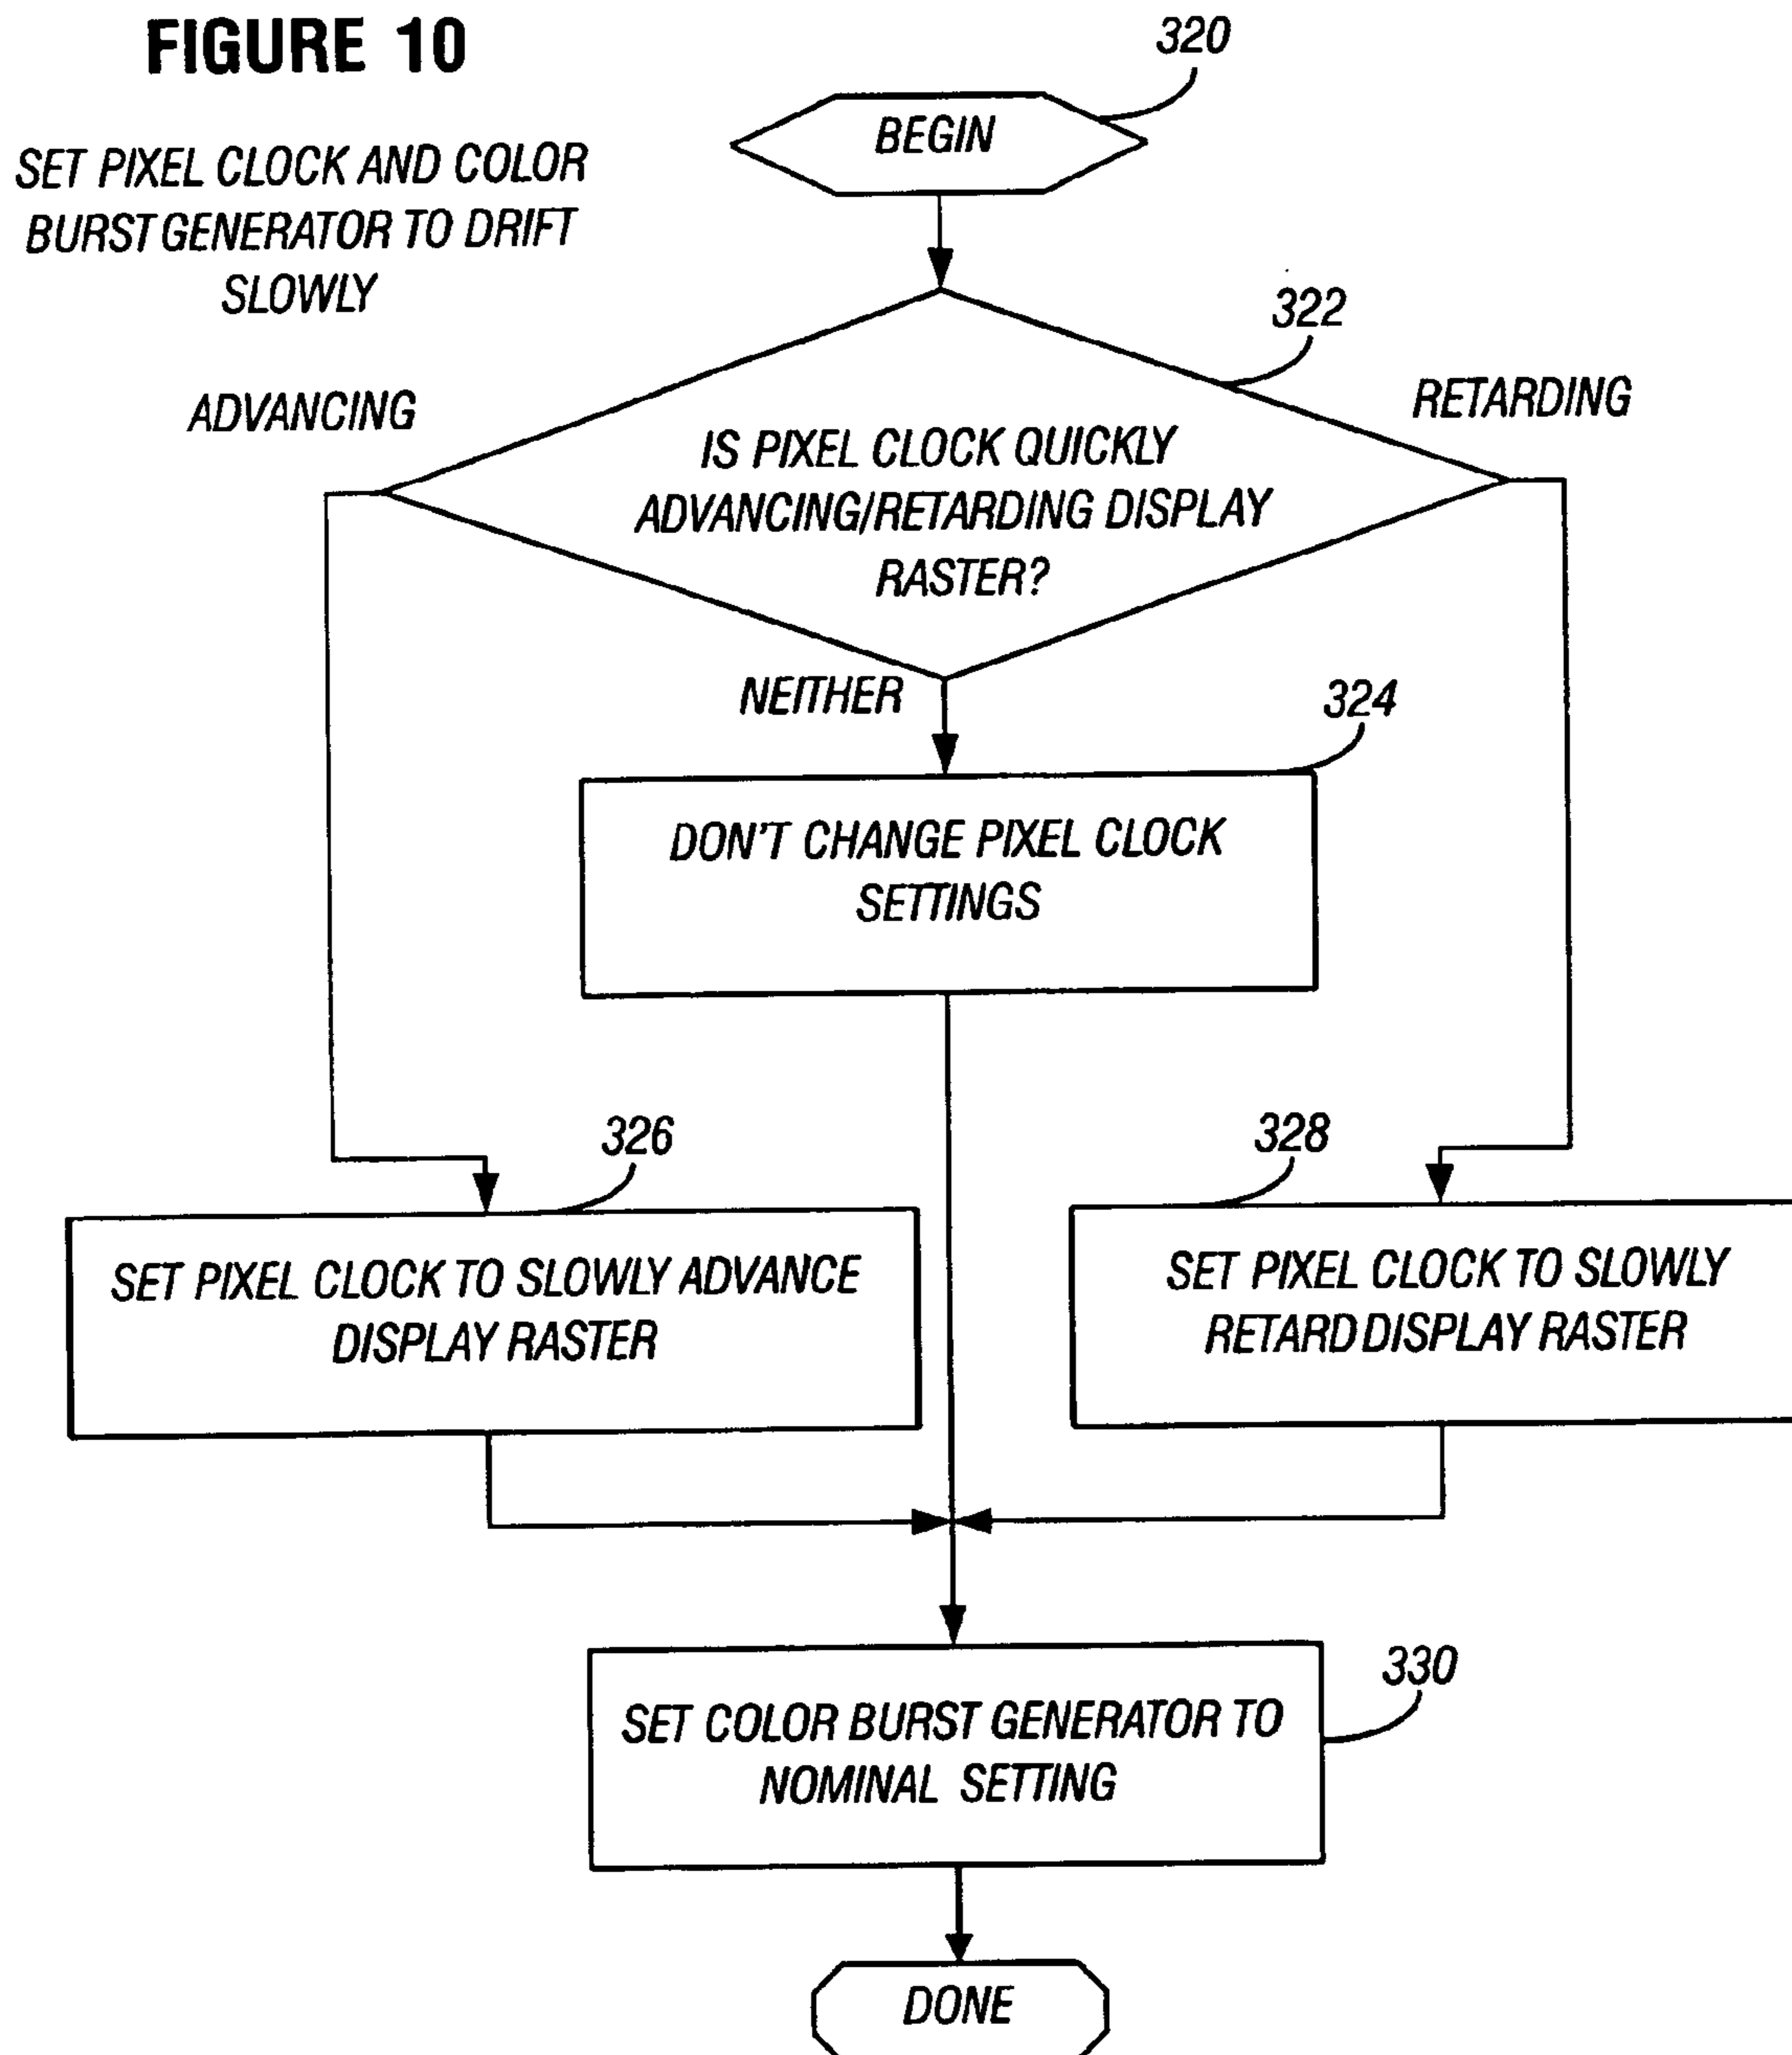 FIGURE 10
SET PIXEL CLOCK AND COLOR
BURST GENERATOR TO DRIFT
SLOWLY
320
BEGIN
322
ADVANCING
RETARDING
IS PIXEL CLOCK QUICKLY
ADVANCING/RETARDING DISPLAY
RASTER?
NEITHER
324
DON'T CHANGE PIXEL CLOCK
SETTINGS
326
328
SET PIXEL CLOCK TO SLOWLY ADVANCE
DISPLAY RASTER
SET PIXEL CLOCK TO SLOWLY
RETARD DISPLAY RASTER
330
SET COLOR BURST GENERATOR TO
NOMINAL SETTING
DONE